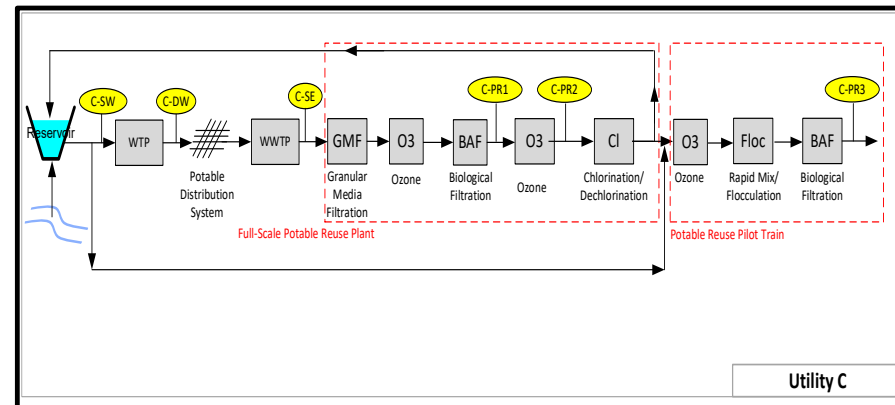 C-SW
C-DW
C-SE
C-PR1
C-PR2
C-PR3
Reservoir
WTP
WWTP
GMF
O3
BAF
O3
Cl
O3
Floc
BAF
Potable
Distribution
System
Granular
Media
Filtration
Ozone
Biological
Filtration
Ozone
Chlorination/
Dechlorination
Ozone
Rapid Mix/
Flocculation
Biological
Filtration
Full-Scale Potable Reuse Plant
Potable Reuse Pilot Train
Utility C